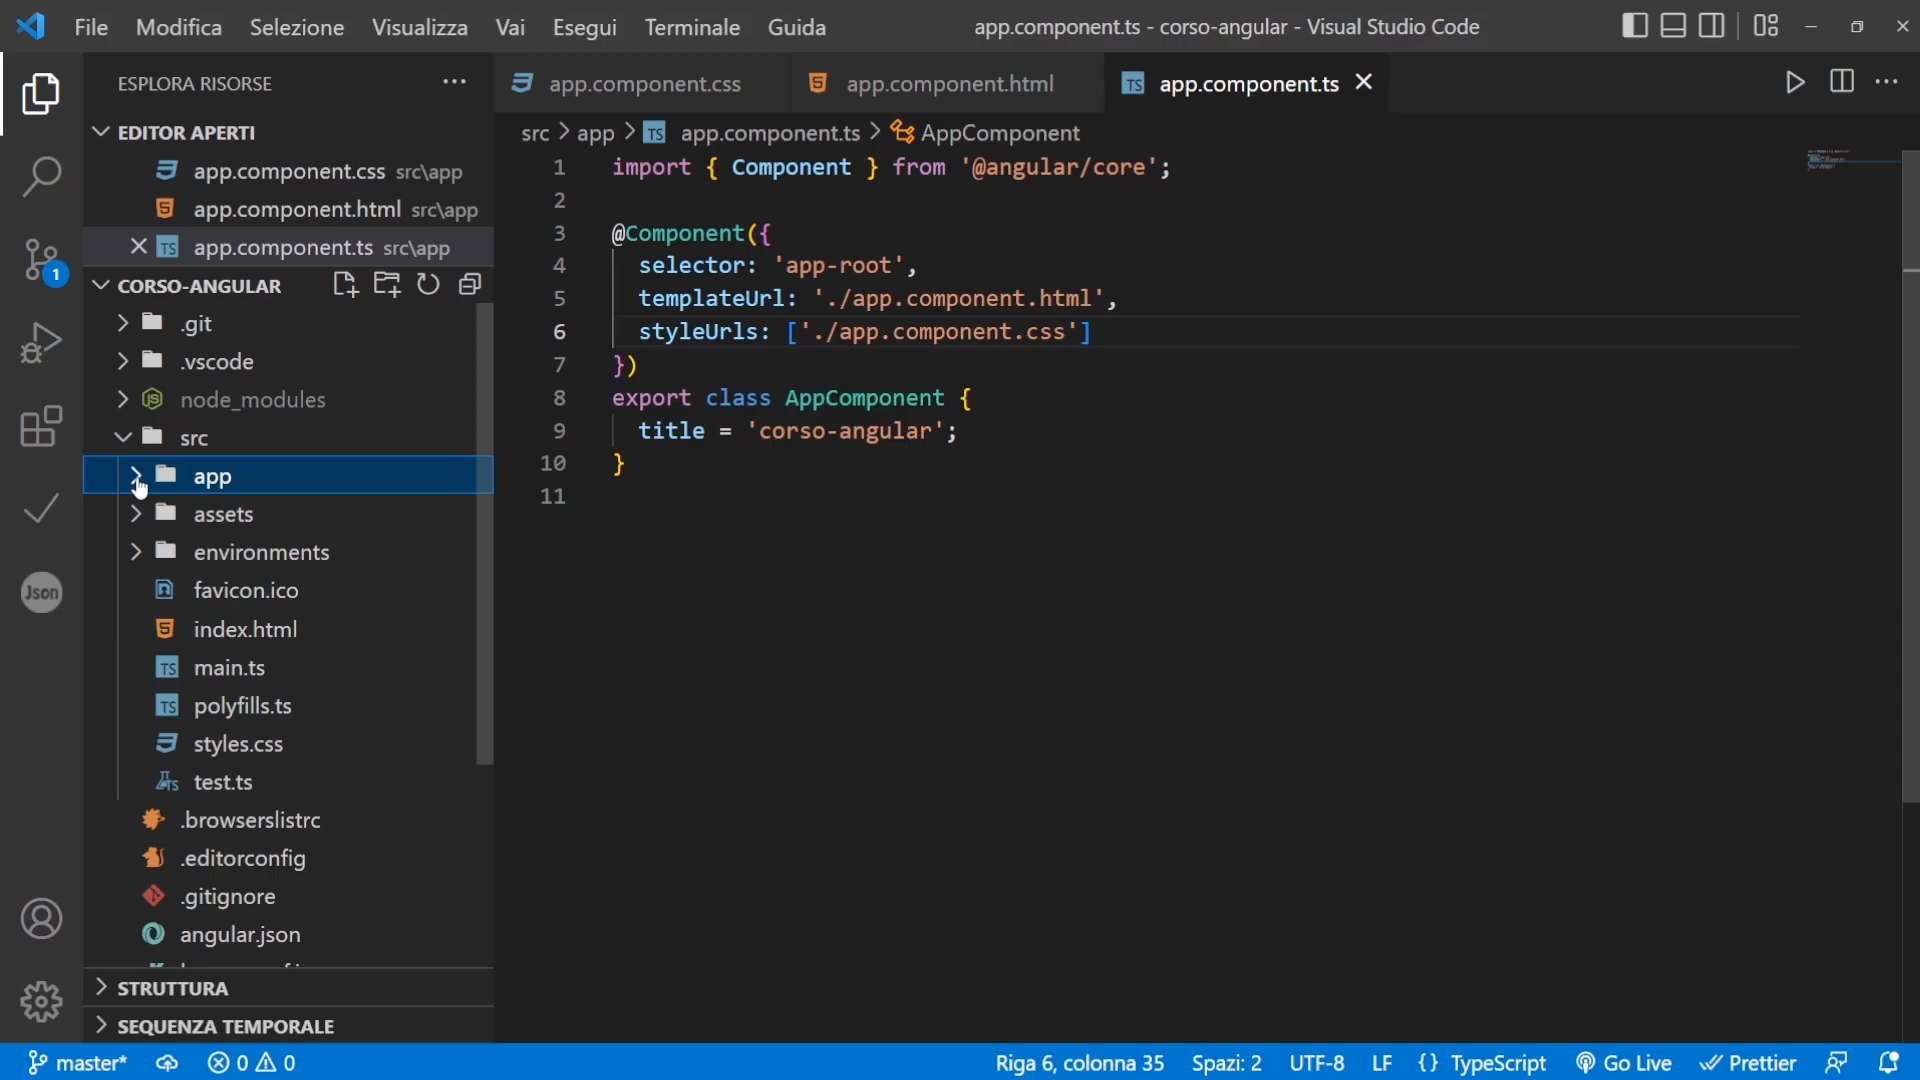 File Modifica Selezione Visualizza Vai Esegui Terminale Guida app.component.ts - corso-angular - Visual Studio Code
ESPLORA RISORSE
EDITOR APERTI
app.component.css src\app
app.component.html src\app
app.component.ts src\app
CORSO-ANGULAR
.git
.vscode
node_modules
src
app
assets
environments
favicon.ico
index.html
main.ts
polyfills.ts
styles.css
test.ts
.browserslistrc
.editorconfig
.gitignore
angular.json
STRUTTURA
SEQUENZA TEMPORALE
1
Json
app.component.css app.component.html app.component.ts
src > app > TS app.component.ts > AppComponent
1 import { Component } from '@angular/core';
2
3 @Component({
4 selector: 'app-root',
5 templateUrl: './app.component.html',
6 styleUrls: ['./app.component.css']
7 })
8 export class AppComponent {
9 title = 'corso-angular';
10 }
11
master* 0 0 Riga 6, colonna 35 Spazi: 2 UTF-8 LF {} TypeScript Go Live Prettier